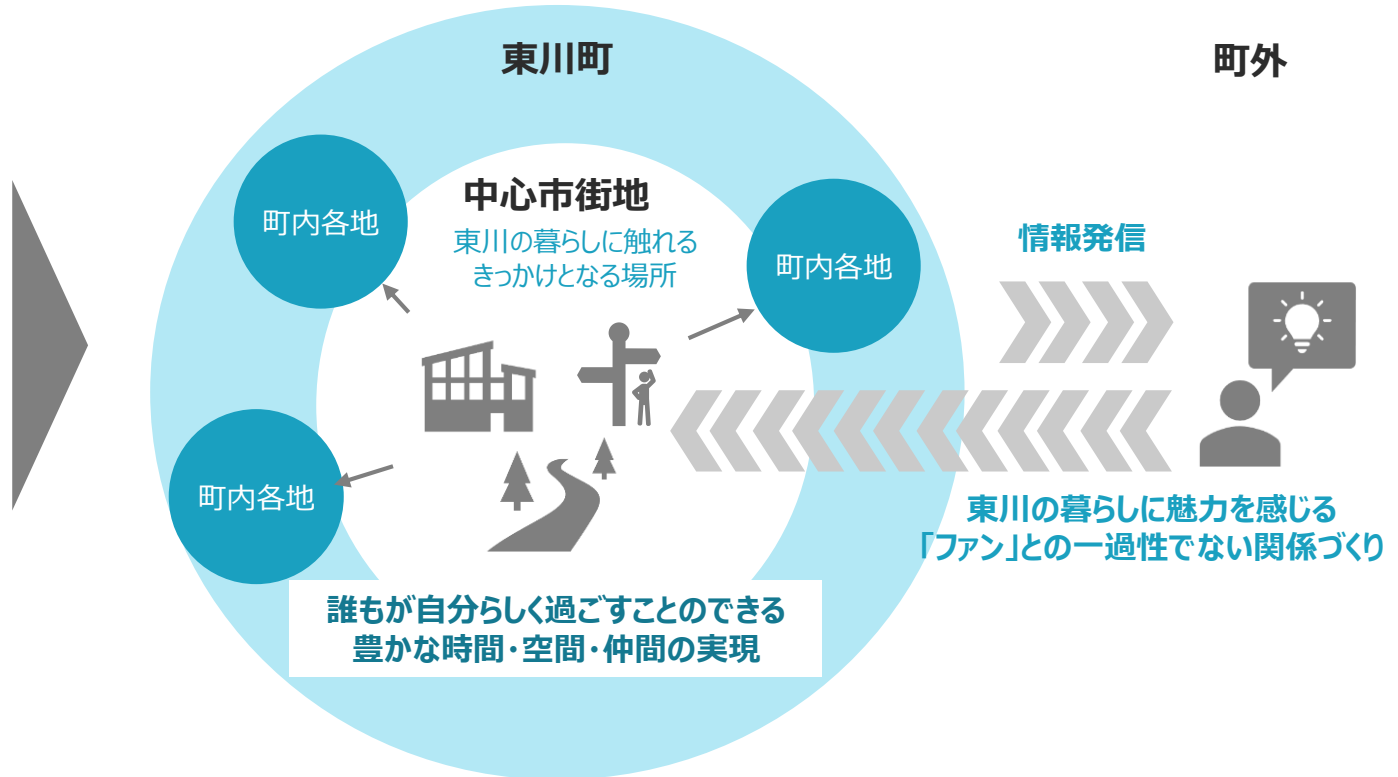 東川町
町外
中心市街地
東川の暮らしに触れる
きっかけとなる場所
町内各地
町内各地
町内各地
情報発信
東川の暮らしに魅力を感じる
「ファン」との一過性でない関係づくり
誰もが自分らしく過ごすことのできる
豊かな時間・空間・仲間の実現